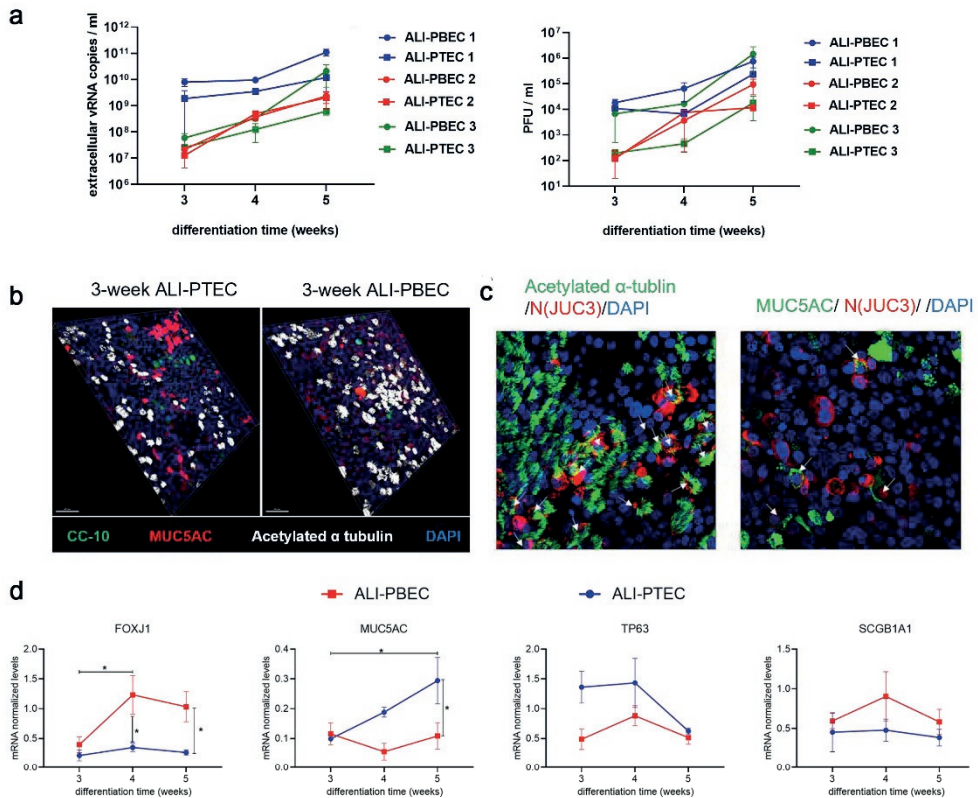 a
extracellular vRNA copies / ml
10¹²
10¹¹
10¹⁰
10⁹
10⁸
10⁷
10⁶
3 4 5
differentiation time (weeks)
ALI-PBEC 1
ALI-PTEC 1
ALI-PBEC 2
ALI-PTEC 2
ALI-PBEC 3
ALI-PTEC 3
PFU / ml
10⁷
10⁶
10⁵
10⁴
10³
10²
10¹
3 4 5
differentiation time (weeks)
ALI-PBEC 1
ALI-PTEC 1
ALI-PBEC 2
ALI-PTEC 2
ALI-PBEC 3
ALI-PTEC 3
b
3-week ALI-PTEC 3-week ALI-PBEC
CC-10 MUC5AC Acetylated α tubulin DAPI
c
Acetylated α-tublin
/N(JUC3)/DAPI
MUC5AC/ N(JUC3)/ /DAPI
d
ALI-PBEC ALI-PTEC
FOXJ1
mRNA normalized levels
2.0
1.5
1.0
0.5
0.0
* * *
3 4 5
differentiation time (weeks)
MUC5AC
mRNA normalized levels
0.4
0.3
0.2
0.1
0.0
* *
3 4 5
differentiation time (weeks)
TP63
mRNA normalized levels
2.0
1.5
1.0
0.5
0.0
3 4 5
differentiation time (weeks)
SCGB1A1
mRNA normalized levels
1.5
1.0
0.5
0.0
3 4 5
differentiation time (weeks)